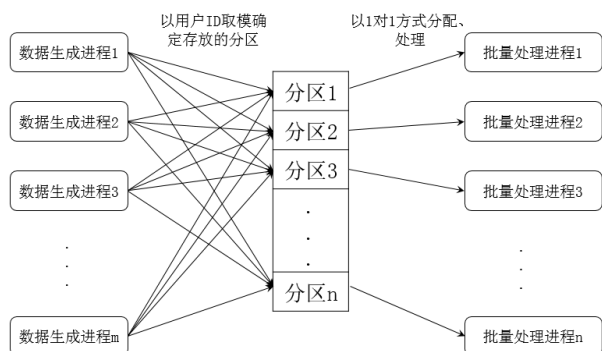 以用户ID取模确
定存放的分区
以1对1方式分配、
处理
数据生成进程1
数据生成进程2
数据生成进程3
.
.
.
数据生成进程m
分区1
分区2
分区3
.
.
.
分区n
批量处理进程1
批量处理进程2
批量处理进程3
.
.
.
批量处理进程n